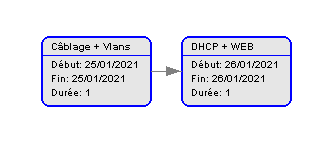 Câblage + Vlans
Début: 25/01/2021
Fin: 25/01/2021
Durée: 1
DHCP + WEB
Début: 26/01/2021
Fin: 26/01/2021
Durée: 1